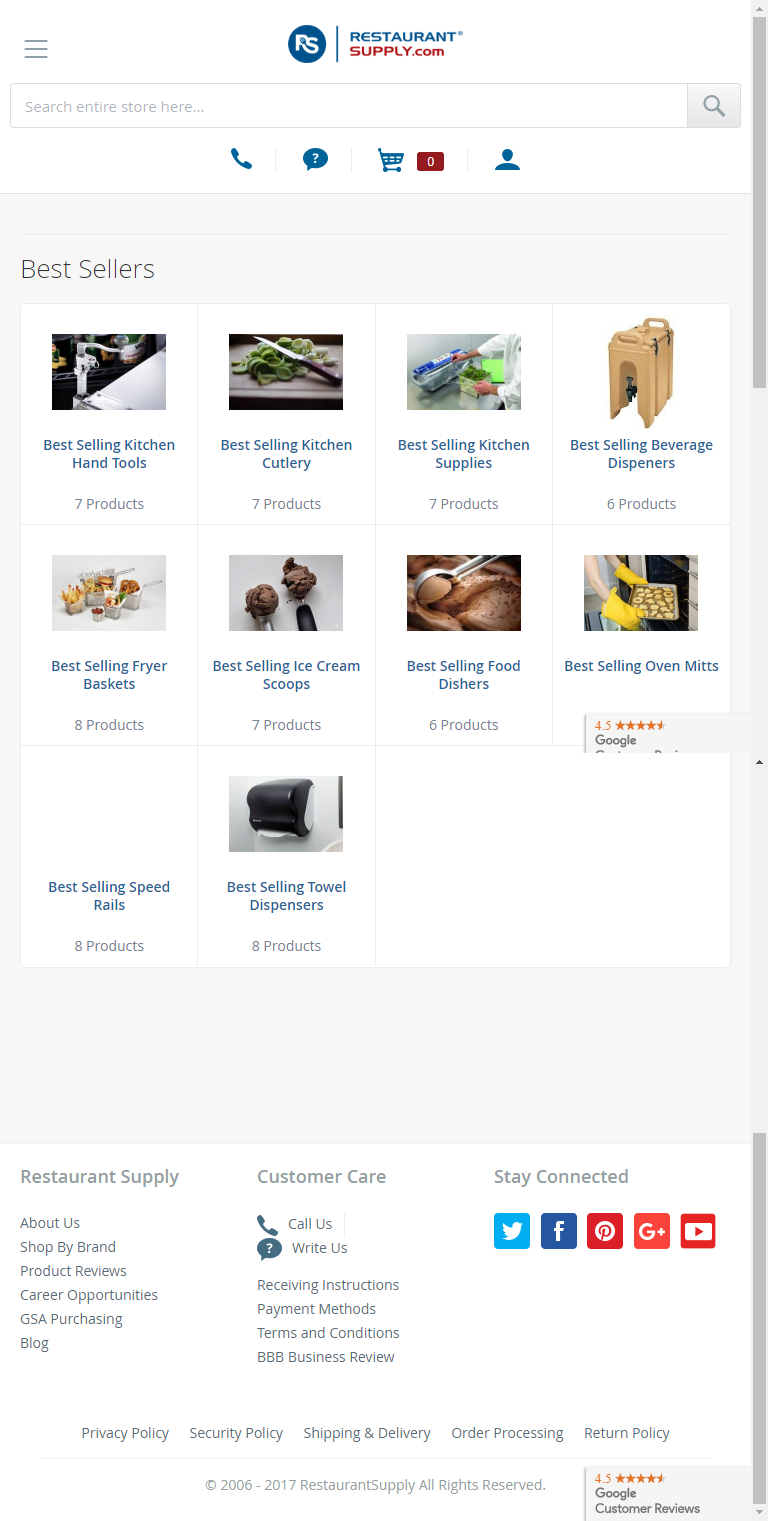 RS RESTAURANT®
SUPPLY.com
Search entire store here...
?
0
Best Sellers
Best Selling Kitchen
Hand Tools
7 Products
Best Selling Kitchen
Cutlery
7 Products
Best Selling Kitchen
Supplies
7 Products
Best Selling Beverage
Dispeners
6 Products
Best Selling Fryer
Baskets
8 Products
Best Selling Ice Cream
Scoops
7 Products
Best Selling Food
Dishers
6 Products
Best Selling Oven Mitts
4.5
Google
Best Selling Speed
Rails
8 Products
Best Selling Towel
Dispensers
8 Products
Restaurant Supply
About Us
Shop By Brand
Product Reviews
Career Opportunities
GSA Purchasing
Blog
Customer Care
Call Us
? Write Us
Receiving Instructions
Payment Methods
Terms and Conditions
BBB Business Review
Stay Connected
f G+
Privacy Policy Security Policy Shipping & Delivery Order Processing Return Policy
© 2006 - 2017 RestaurantSupply All Rights Reserved.
4.5
Google
Customer Reviews